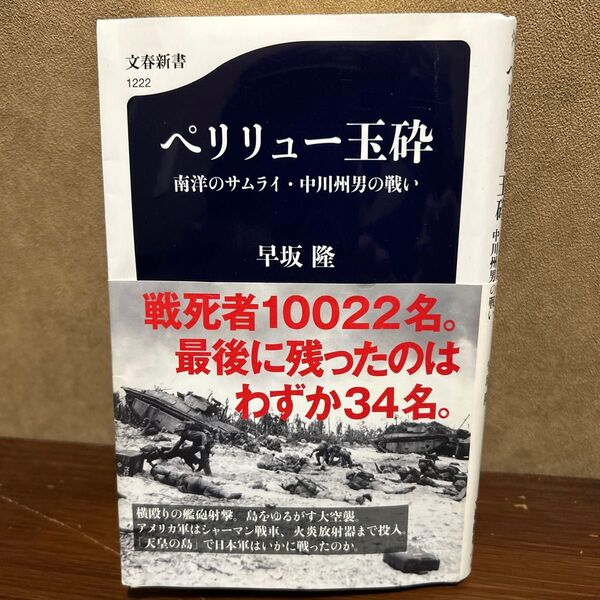 文春新書
1222
ペリリュー玉砕
南洋のサムライ・中川州男の戦い
早坂 隆
戦死者10022名。
最後に残ったのは
わずか34名。
横殴りの艦砲射撃。島をゆるがす大空襲。
アメリカ軍はシャーマン戦車、火炎放射器まで投入。
「天皇の島」で日本軍はいかに戦ったのか。
ペリリュー玉砕 中川州男の戦い